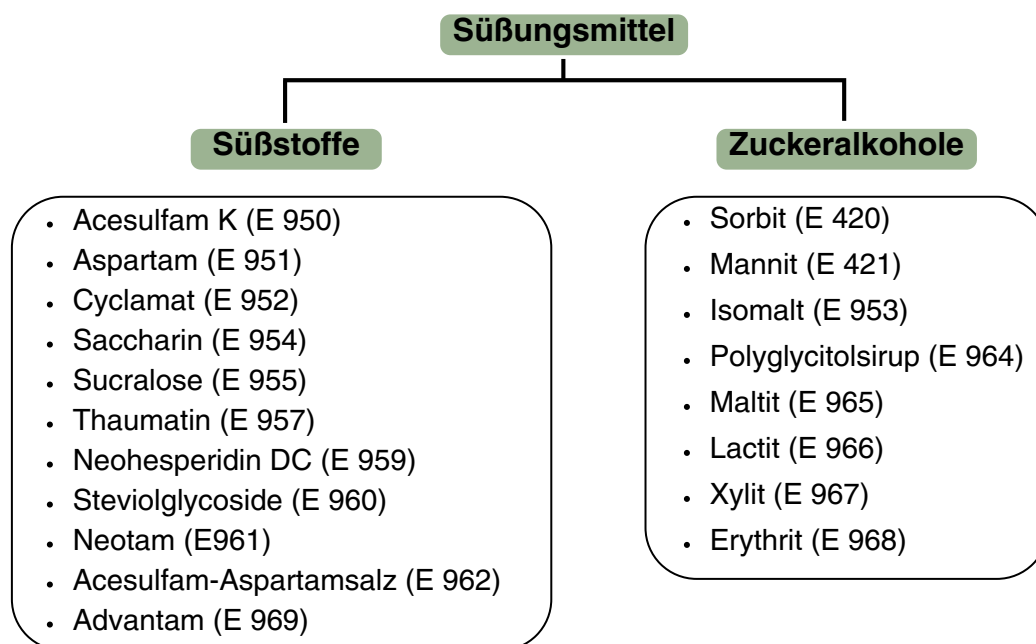 Süßungsmittel
Süßstoffe
• Acesulfam K (E 950)
• Aspartam (E 951)
• Cyclamat (E 952)
• Saccharin (E 954)
• Sucralose (E 955)
• Thaumatin (E 957)
• Neohesperidin DC (E 959)
• Steviolglycoside (E 960)
• Neotam (E961)
• Acesulfam-Aspartamsalz (E 962)
• Advantam (E 969)
Zuckeralkohole
• Sorbit (E 420)
• Mannit (E 421)
• Isomalt (E 953)
• Polyglycitolsirup (E 964)
• Maltit (E 965)
• Lactit (E 966)
• Xylit (E 967)
• Erythrit (E 968)